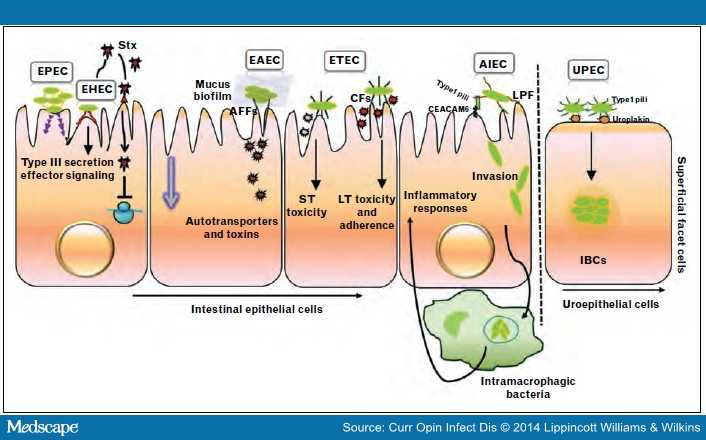 Stx
EPEC
EHEC
Type III secretion
effector signaling
EAEC
Mucus
biofilm
AFFs
Autotransporters
and toxins
ETEC
CFs
ST
toxicity
LT toxicity
and
adherence
AIEC
Type1 pili
CEACAM6
LPF
Invasion
Inflammatory
responses
UPEC
Type1 pili
Uroplakin
IBCs
Superficial facet cells
Intestinal epithelial cells
Uroepithelial cells
Intramacrophagic
bacteria
Medscape
Source: Curr Opin Infect Dis © 2014 Lippincott Williams & Wilkins